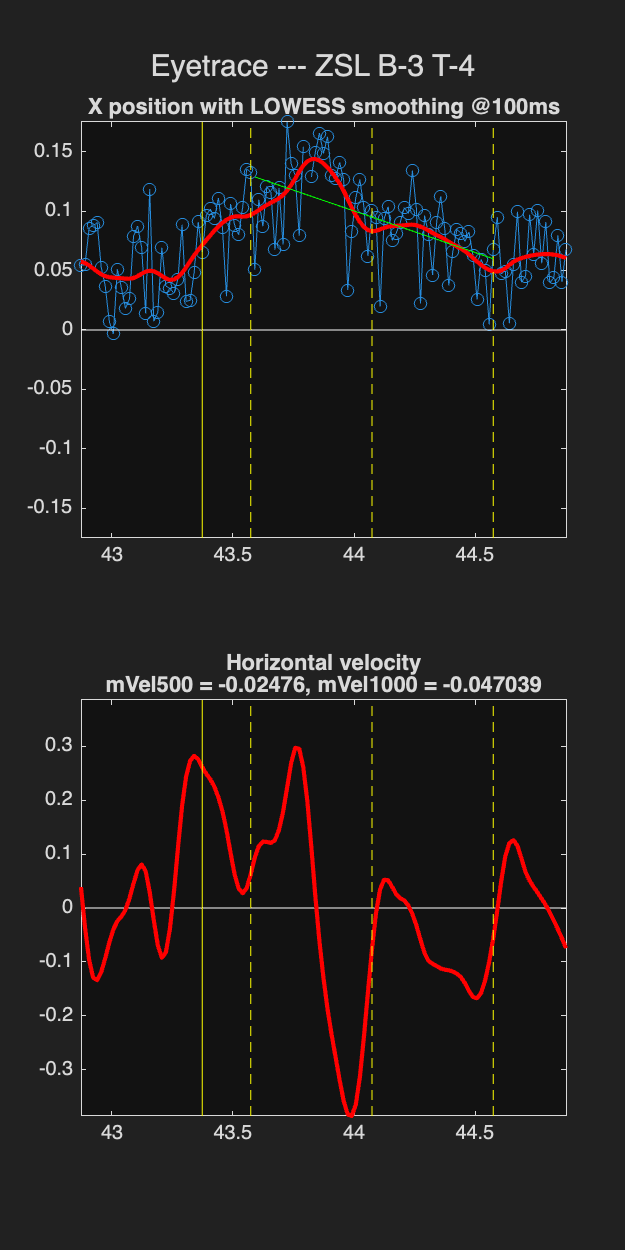 Eyetrace --- ZSL B-3 T-4
X position with LOWESS smoothing @100ms
0.15
0.1
0.05
0
-0.05
-0.1
-0.15
43 43.5 44 44.5
Horizontal velocity
mVel500 = -0.02476, mVel1000 = -0.047039
0.3
0.2
0.1
0
-0.1
-0.2
-0.3
43 43.5 44 44.5